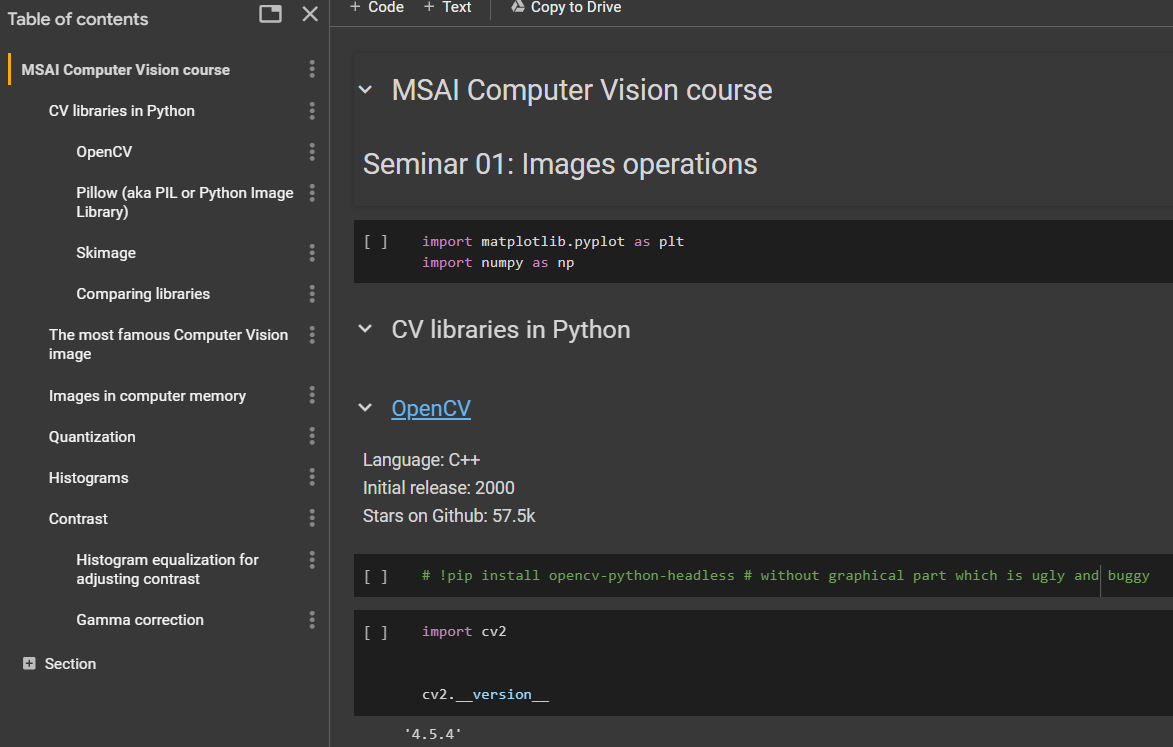 Table of contents
MSAI Computer Vision course
CV libraries in Python
OpenCV
Pillow (aka PIL or Python Image
Library)
Skimage
Comparing libraries
The most famous Computer Vision
image
Images in computer memory
Quantization
Histograms
Contrast
Histogram equalization for
adjusting contrast
Gamma correction
+ Section
+ Code + Text Copy to Drive
MSAI Computer Vision course
Seminar 01: Images operations
[ ] import matplotlib.pyplot as plt
import numpy as np
CV libraries in Python
OpenCV
Language: C++
Initial release: 2000
Stars on Github: 57.5k
[ ] # !pip install opencv-python-headless # without graphical part which is ugly and buggy
[ ] import cv2
cv2.__version__
'4.5.4'